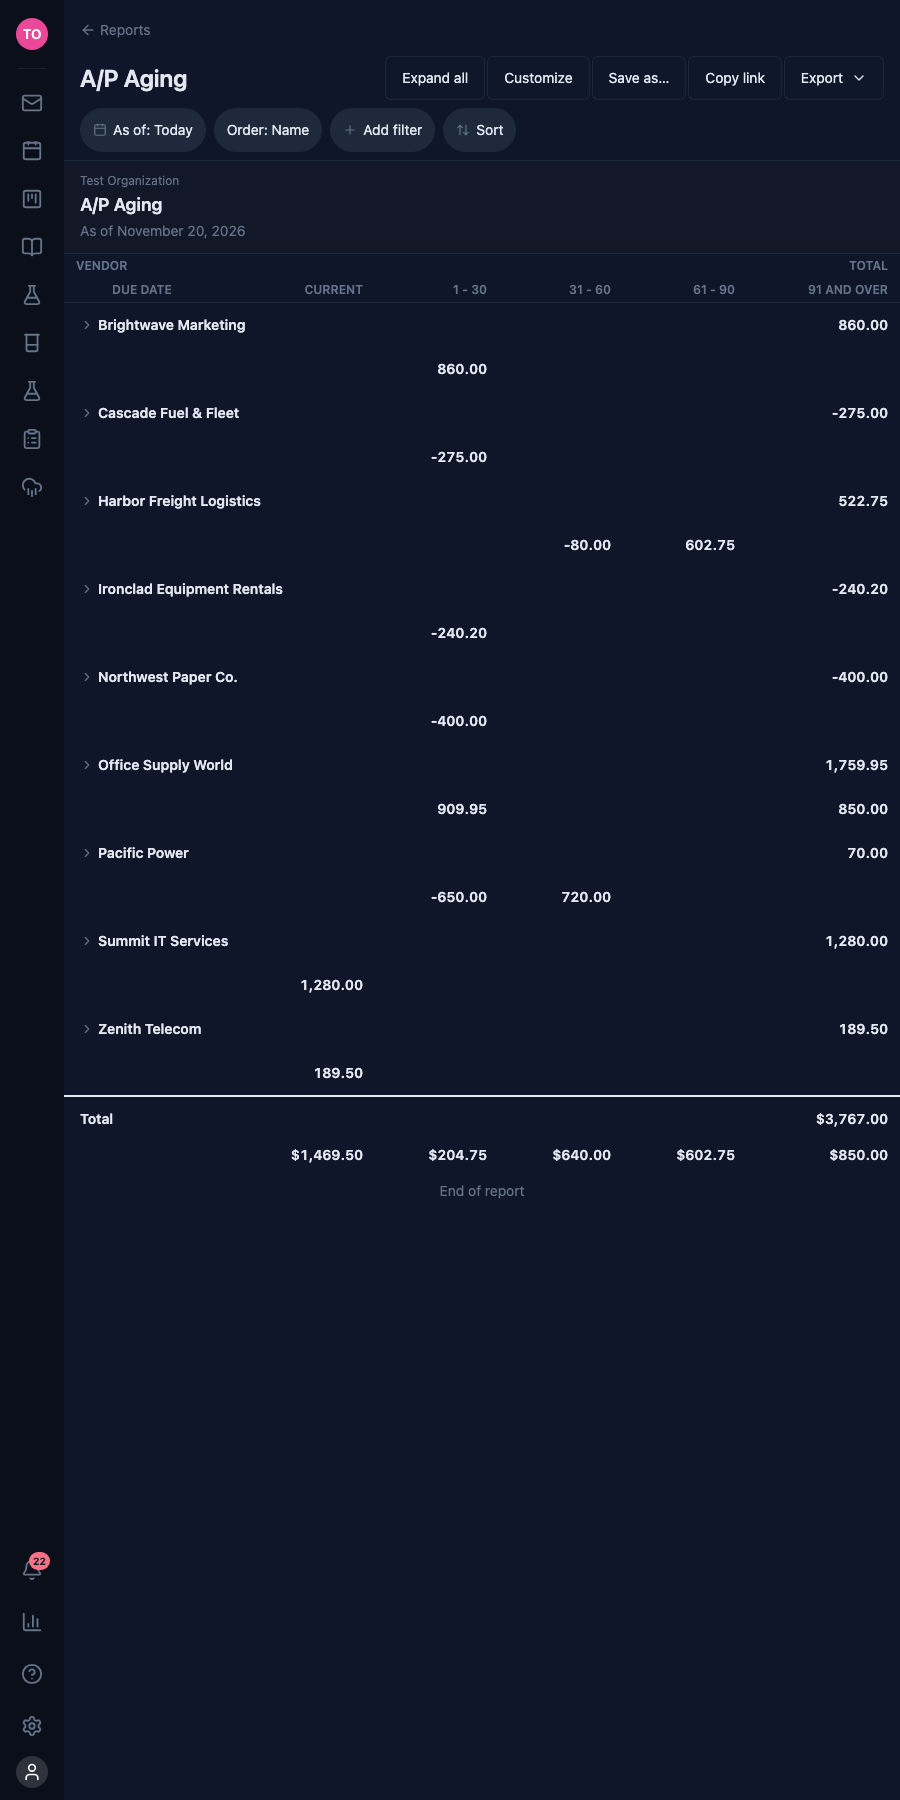 TO
Reports
A/P Aging
Expand all
Customize
Save as...
Copy link
Export
As of: Today
Order: Name
Add filter
Sort
Test Organization
A/P Aging
As of November 20, 2026
VENDOR TOTAL
DUE DATE CURRENT 1 - 30 31 - 60 61 - 90 91 AND OVER
Brightwave Marketing 860.00
860.00
Cascade Fuel & Fleet -275.00
-275.00
Harbor Freight Logistics 522.75
-80.00 602.75
Ironclad Equipment Rentals -240.20
-240.20
Northwest Paper Co. -400.00
-400.00
Office Supply World 1,759.95
909.95 850.00
Pacific Power 70.00
-650.00 720.00
Summit IT Services 1,280.00
1,280.00
Zenith Telecom 189.50
189.50
Total $3,767.00
$1,469.50 $204.75 $640.00 $602.75 $850.00
End of report
22